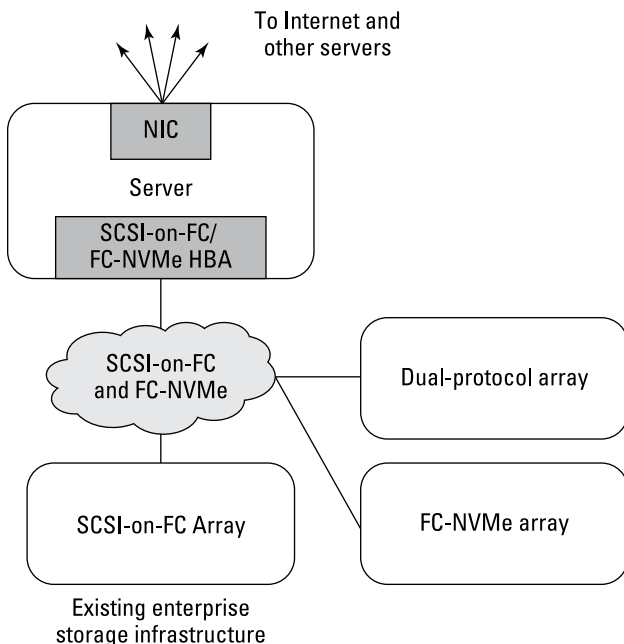 To Internet and
other servers
NIC
Server
SCSI-on-FC/
FC-NVMe HBA
SCSI-on-FC
and FC-NVMe
Dual-protocol array
SCSI-on-FC Array
FC-NVMe array
Existing enterprise
storage infrastructure